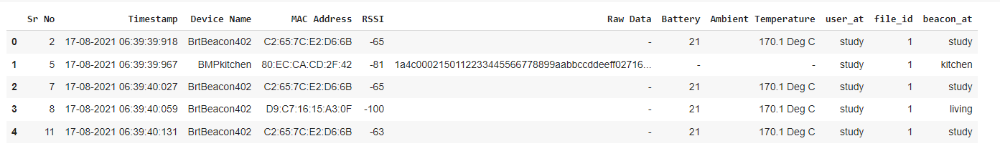 Sr No Timestamp Device Name MAC Address RSSI Raw Data Battery Ambient Temperature user_at file_id beacon_at
0 2 17-08-2021 06:39:39:918 BrtBeacon402 C2:65:7C:E2:D6:6B -65 - 21 170.1 Deg C study 1 study
1 5 17-08-2021 06:39:39:967 BMPkitchen 80:EC:CA:CD:2F:42 -81 1a4c0002150112233445566778899aabbccddeeff02716... - - study 1 kitchen
2 7 17-08-2021 06:39:40:027 BrtBeacon402 C2:65:7C:E2:D6:6B -65 - 21 170.1 Deg C study 1 study
3 8 17-08-2021 06:39:40:059 BrtBeacon402 D9:C7:16:15:A3:0F -100 - 21 170.1 Deg C study 1 living
4 11 17-08-2021 06:39:40:131 BrtBeacon402 C2:65:7C:E2:D6:6B -63 - 21 170.1 Deg C study 1 study